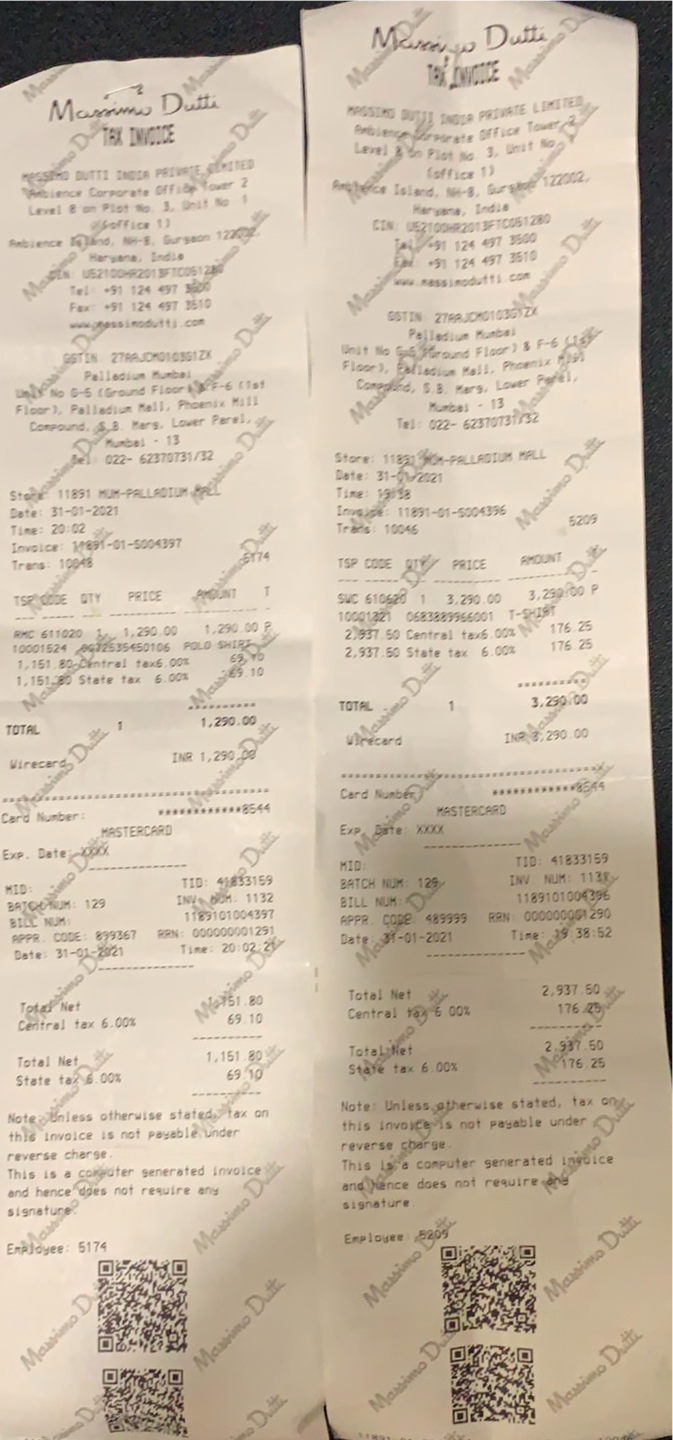 Massimo Dutti
TAX INVOICE
MASSIMO DUTTI INDIA PRIVATE LIMITED
Ambience Corporate Office Tower 2
Level 8 on Plot No. 3, Unit No 1
(office 1)
Ambience Island, NH-8, Gurgaon 122002,
Haryana, India
CIN: U52100HR2013FTC051280
Tel: +91 124 497 3500
Fax: +91 124 497 3510
www.massimodutti.com
GSTIN 27AAJCM0103G1ZX
Palladium Mumbai
Unit No G-5 (Ground Floor) & F-6 (1st
Floor), Palladium Mall, Phoenix Mill
Compound, S.B. Marg, Lower Parel,
Mumbai - 13
Tel: 022- 62370731/32
Store: 11891 MUM-PALLADIUM MALL
Date: 31-01-2021
Time: 20:02
Invoice: 11891-01-S004397
Trans: 10048 5174
TSP CODE QTY PRICE AMOUNT T
RMC 611020 1 1,290.00 1,290.00 P
10001524 0072535450106 POLO SHIRT
1,151.80 Central tax6.00% 69.10
1,151.80 State tax 6.00% 69.10
TOTAL 1 1,290.00
Wirecard INR 1,290.00
Card Number: ************8544
MASTERCARD
Exp. Date: XXXX
MID: TID: 41833159
BATCH NUM: 129 INV. NUM: 1132
BILL NUM: 1189101004397
APPR. CODE: 899367 RRN: 000000001291
Date: 31-01-2021 Time: 20:02:21
Total Net 1,151.80
Central tax 6.00% 69.10
Total Net 1,151.80
State tax 6.00% 69.10
Note: Unless otherwise stated, tax on
this invoice is not payable under
reverse charge.
This is a computer generated invoice
and hence does not require any
signature.
Employee: 5174
Massimo Dutti
TAX INVOICE
MASSIMO DUTTI INDIA PRIVATE LIMITED
Ambience Corporate Office Tower 2
Level 8 on Plot No. 3, Unit No
(office 1)
Ambience Island, NH-8, Gurgaon 122002,
Haryana, India
CIN: U52100HR2013FTC051280
Tel: +91 124 497 3500
Fax: +91 124 497 3510
www.massimodutti.com
GSTIN 27AAJCM0103G1ZX
Palladium Mumbai
Unit No G-5 (Ground Floor) & F-6 (1st
Floor), Palladium Mall, Phoenix Mill
Compound, S.B. Marg, Lower Parel,
Mumbai - 13
Tel: 022- 62370731/32
Store: 11891 MUM-PALLADIUM MALL
Date: 31-01-2021
Time: 19:38
Invoice: 11891-01-S004396
Trans: 10046 5209
TSP CODE QTY PRICE AMOUNT
SWC 610620 1 3,290.00 3,290.00 P
10001321 0683889966001 T-SHIRT
2,937.50 Central tax6.00% 176.25
2,937.50 State tax 6.00% 176.25
TOTAL 1 3,290.00
Wirecard INR 3,290.00
Card Number: ************8544
MASTERCARD
Exp. Date: XXXX
MID: TID: 41833159
BATCH NUM: 129 INV. NUM:
BILL NUM: 1189101004396
APPR. CODE: 489999 RRN: 000000001290
Date: 31-01-2021 Time: 19:38:52
Total Net 2,937.50
Central tax 6.00% 176.25
Total Net 2,937.50
State tax 6.00% 176.25
Note: Unless otherwise stated, tax on
this invoice is not payable under
reverse charge.
This is a computer generated invoice
and hence does not require any
signature.
Employee: 5209